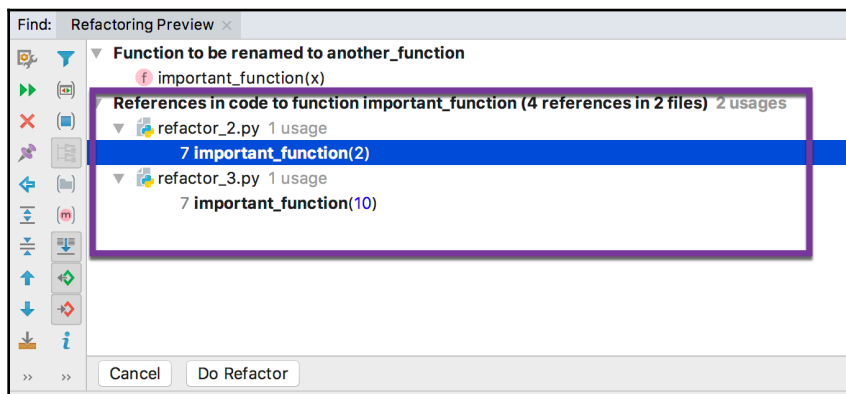 Find: Refactoring Preview ×
Function to be renamed to another_function
f important_function(x)
References in code to function important_function (4 references in 2 files) 2 usages
refactor_2.py 1 usage
7 important_function(2)
refactor_3.py 1 usage
7 important_function(10)
Cancel Do Refactor